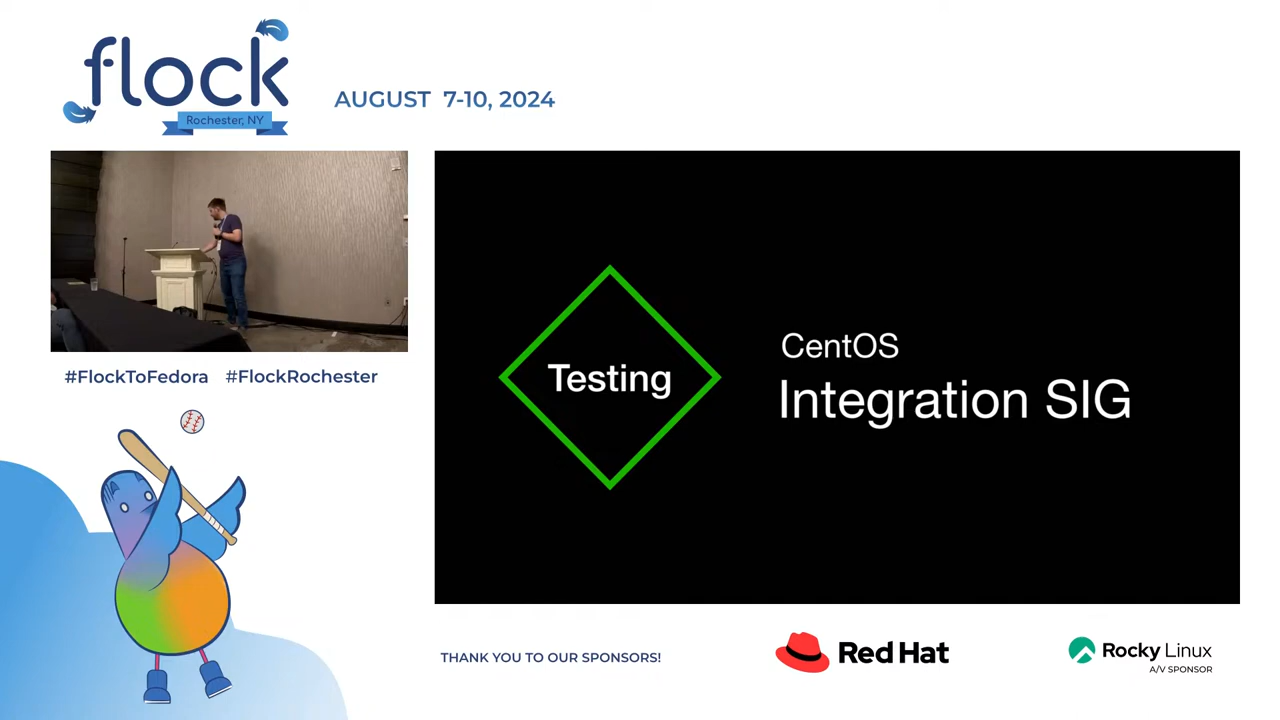 flock
Rochester, NY
AUGUST 7-10, 2024
#FlockToFedora #FlockRochester
Testing
CentOS
Integration SIG
THANK YOU TO OUR SPONSORS!
Red Hat
Rocky Linux
A/V SPONSOR